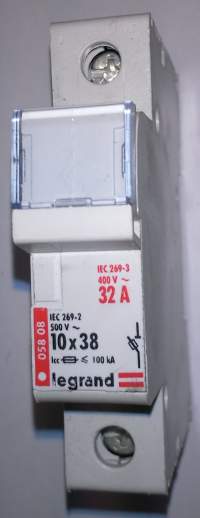 IEC 269-3
400 V ~
32 A
IEC 269-2
500 V ~
10 x 38
Icc ≤ 100 kA
058 08
legrand